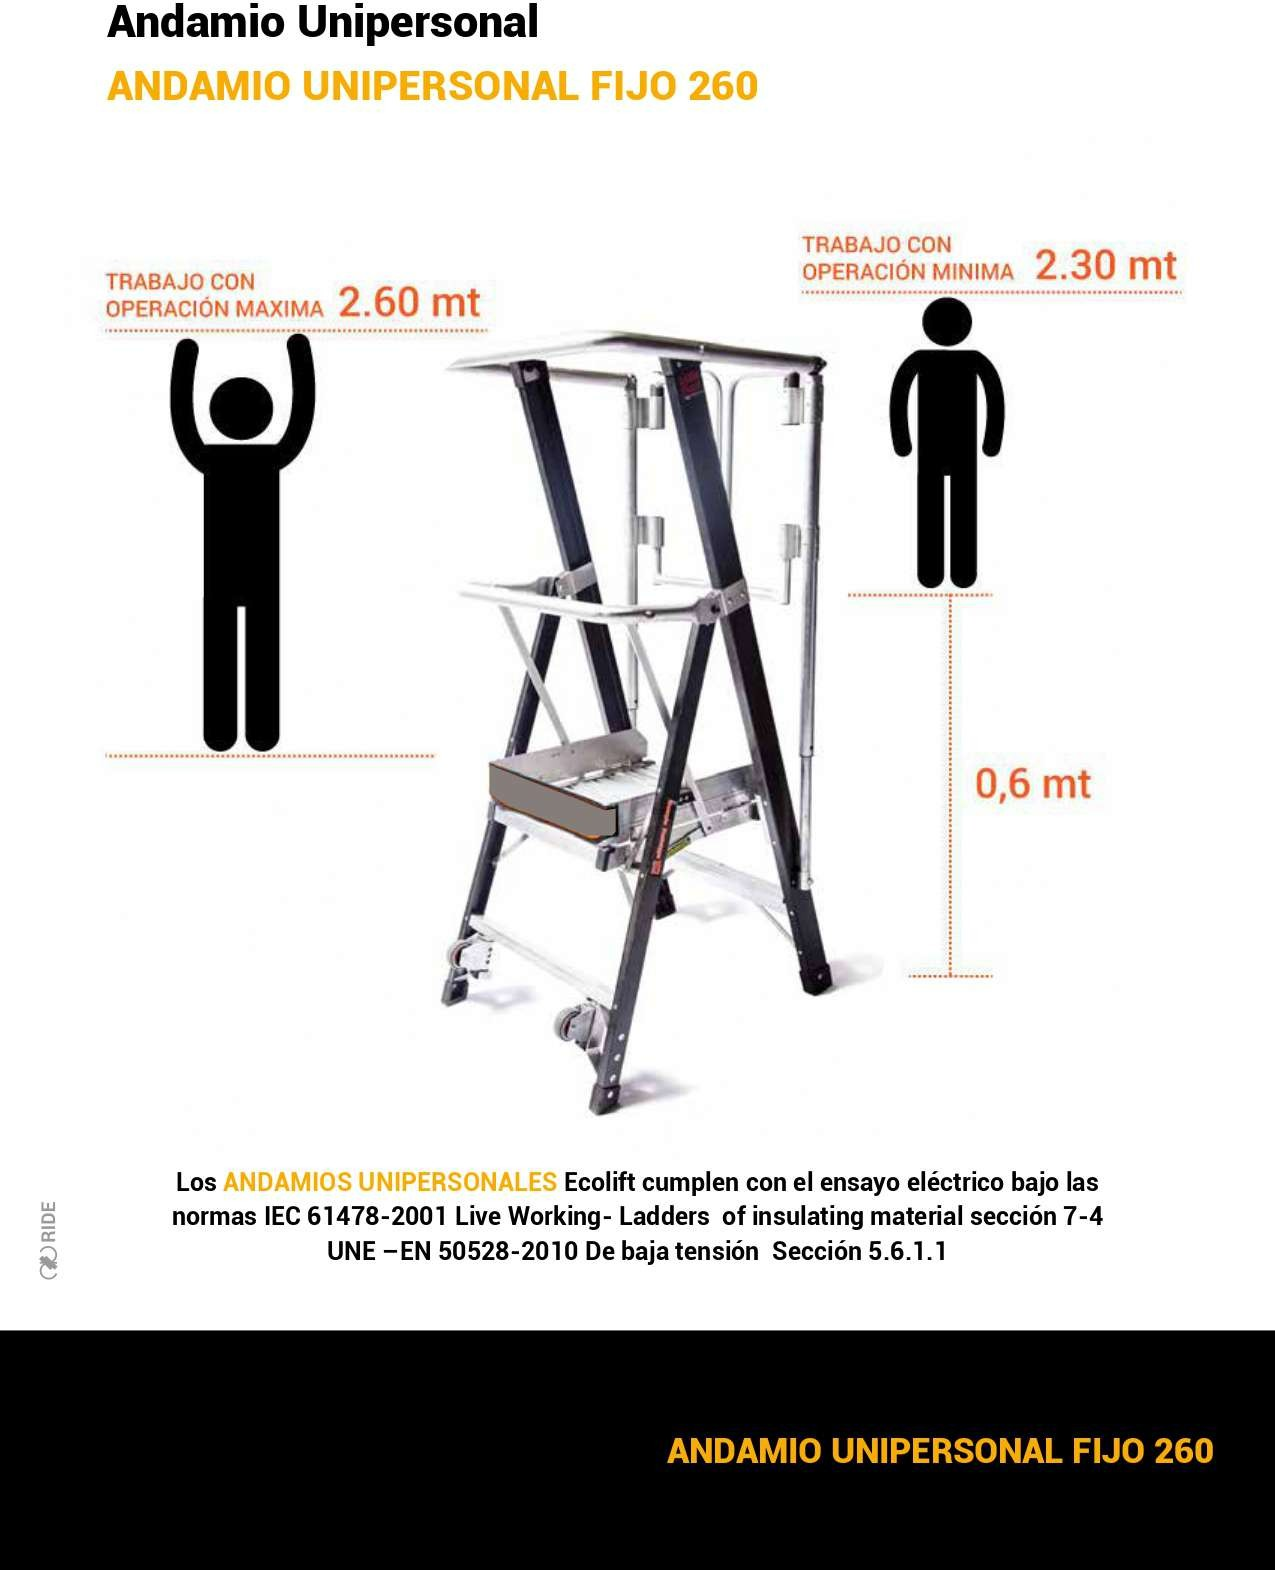 Andamio Unipersonal
ANDAMIO UNIPERSONAL FIJO 260
TRABAJO CON
OPERACIÓN MINIMA 2.30 mt
TRABAJO CON
OPERACIÓN MAXIMA 2.60 mt
0,6 mt
Los ANDAMIOS UNIPERSONALES Ecolift cumplen con el ensayo eléctrico bajo las
normas IEC 61478-2001 Live Working- Ladders of insulating material sección 7-4
UNE –EN 50528-2010 De baja tensión Sección 5.6.1.1
RIDE
ANDAMIO UNIPERSONAL FIJO 260